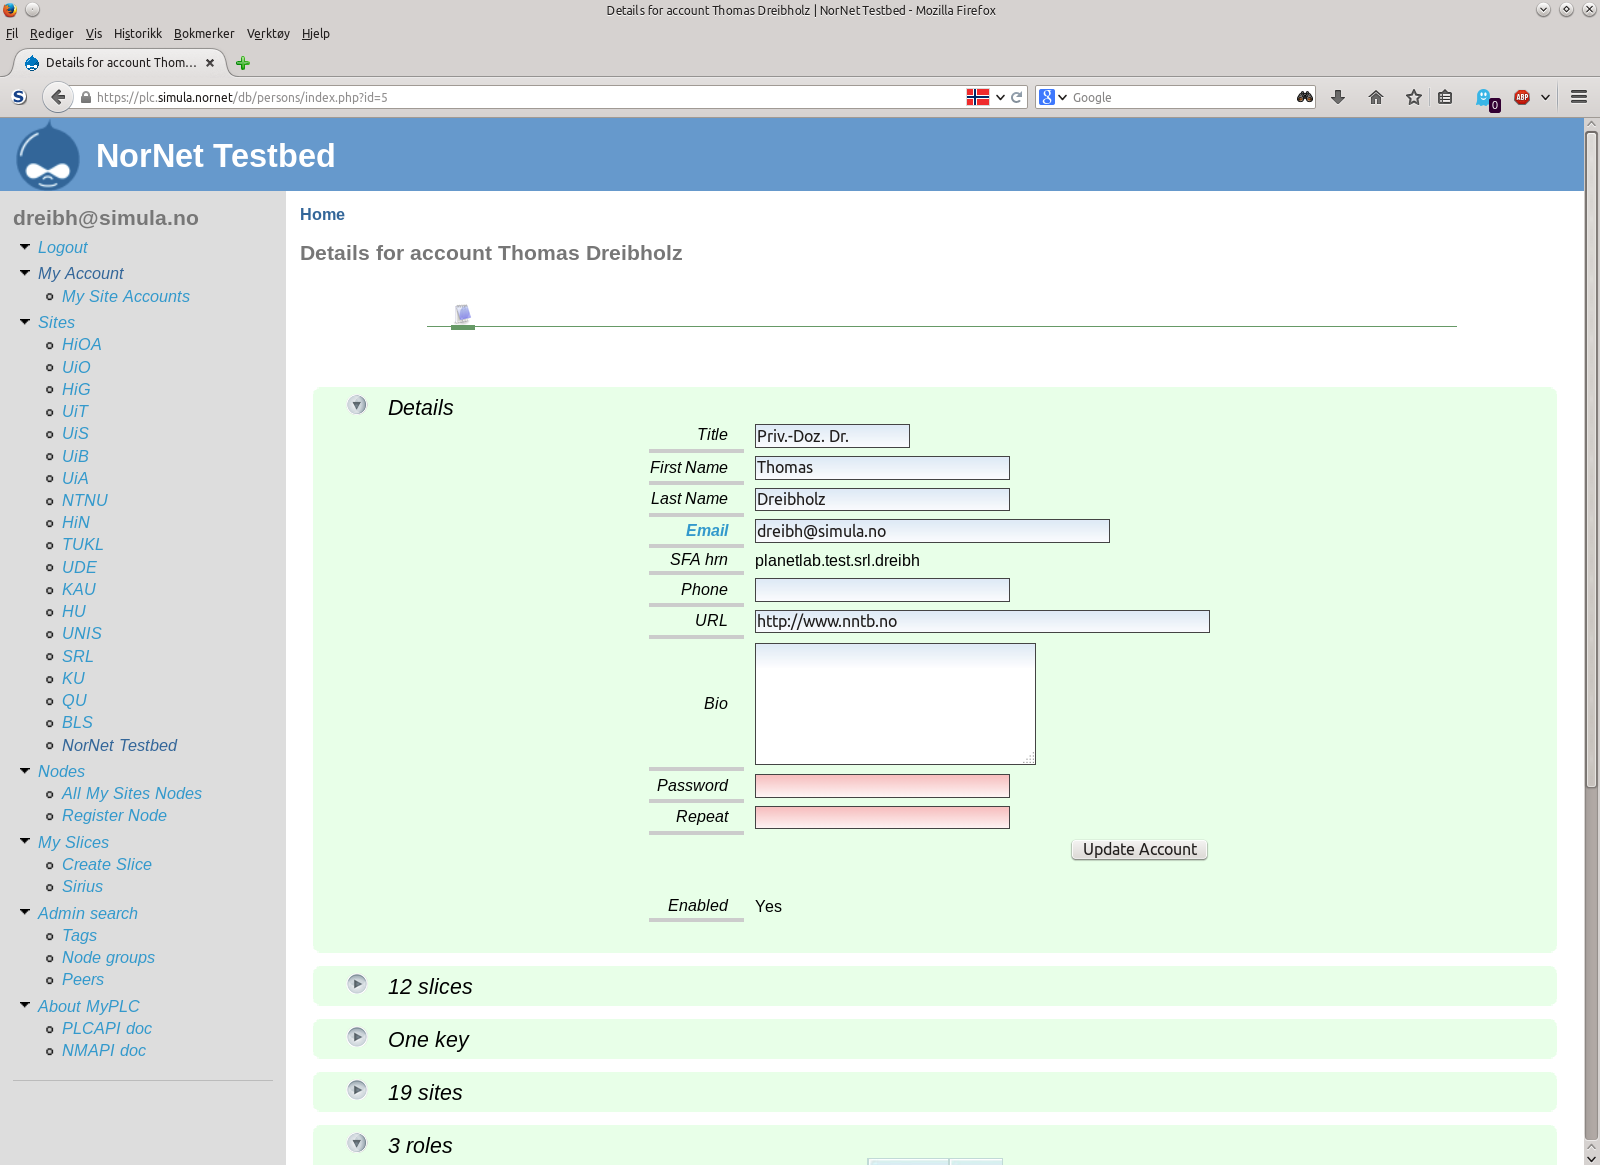 Details for account Thomas Dreibholz | NorNet Testbed - Mozilla Firefox
Fil Rediger Vis Historikk Bokmerker Verktøy Hjelp
Details for account Thom...
https://plc.simula.nornet/db/persons/index.php?id=5
Google
0
ABP
NorNet Testbed
dreibh@simula.no
Logout
My Account
My Site Accounts
Sites
HiOA
UiO
HiG
UiT
UiS
UiB
UiA
NTNU
HiN
TUKL
UDE
KAU
HU
UNIS
SRL
KU
QU
BLS
NorNet Testbed
Nodes
All My Sites Nodes
Register Node
My Slices
Create Slice
Sirius
Admin search
Tags
Node groups
Peers
About MyPLC
PLCAPI doc
NMAPI doc
Home
Details for account Thomas Dreibholz
Details
Title Priv.-Doz. Dr.
First Name Thomas
Last Name Dreibholz
Email dreibh@simula.no
SFA hrn planetlab.test.srl.dreibh
Phone
URL http://www.nntb.no
Bio
Password
Repeat
Update Account
Enabled Yes
12 slices
One key
19 sites
3 roles